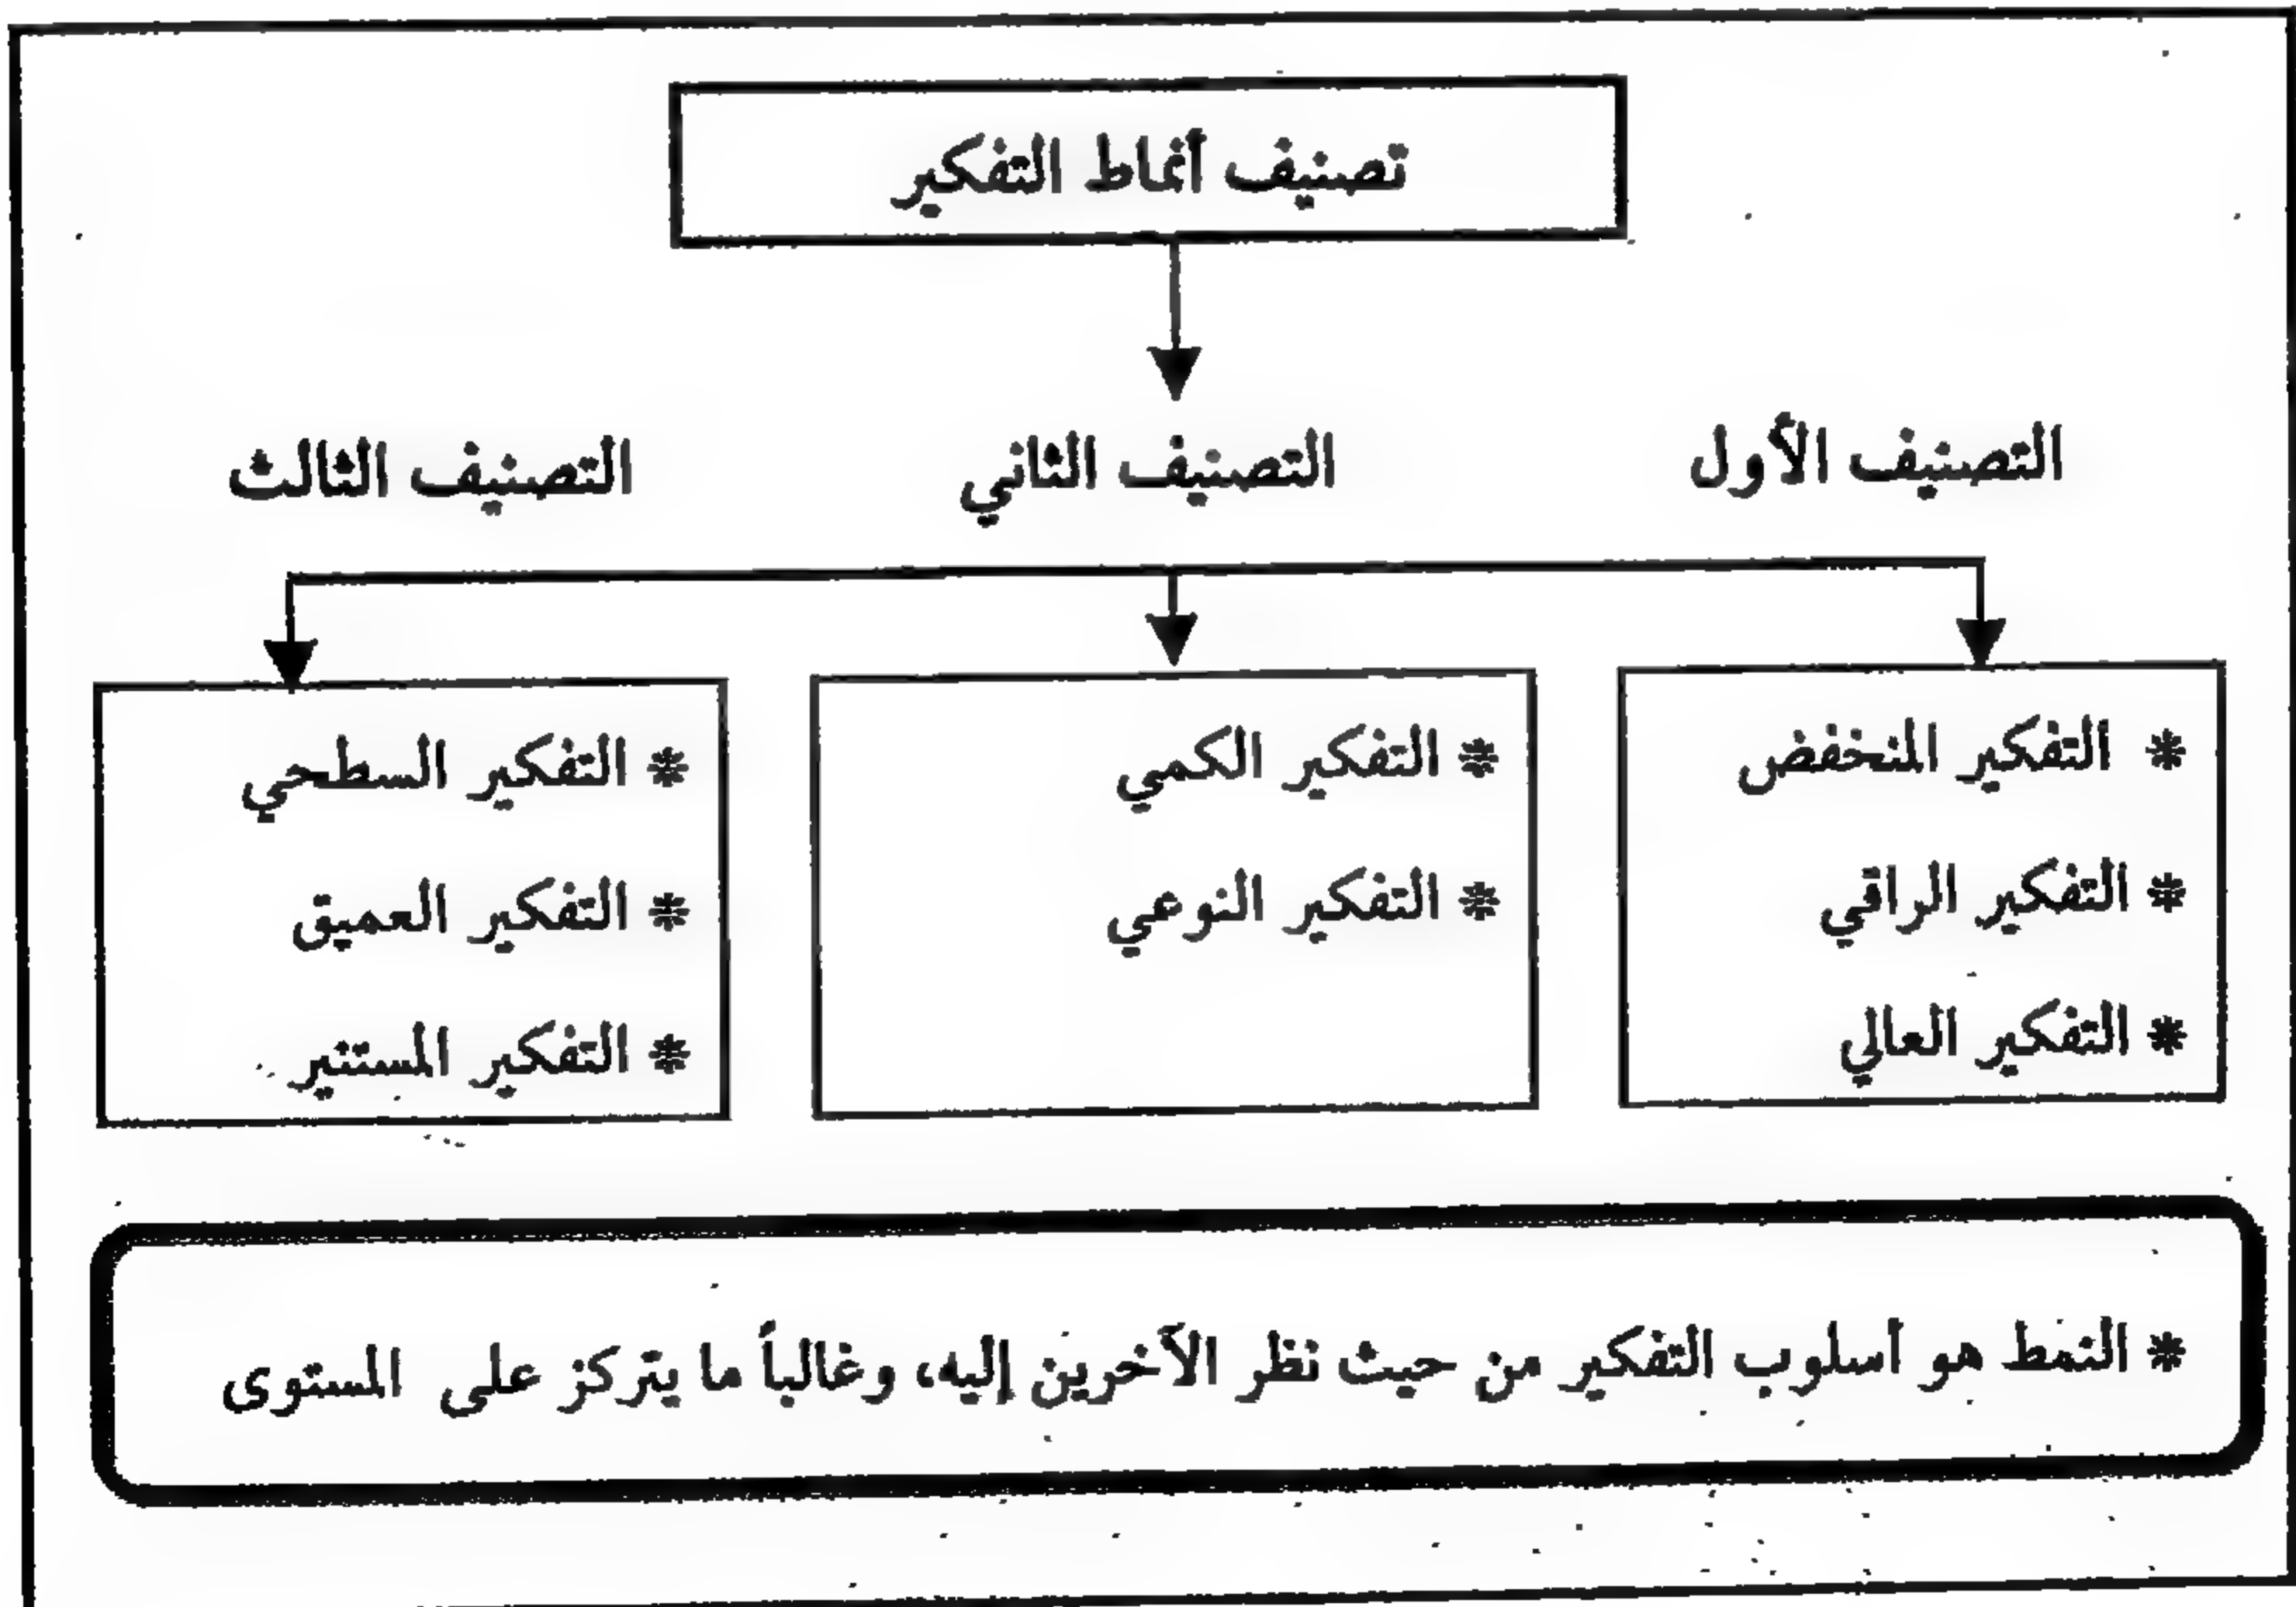 تصنيف أنماط التفكير
التصنيف الأول
التصنيف الثاني
التصنيف الثالث
* التفكير المنخفض
* التفكير الراقي
* التفكير العالي
* التفكير الكمي
* التفكير النوعي
* التفكير السطحي
* التفكير العميق
* التفكير المستنير
* النمط هو أسلوب التفكير من حيث نظر الآخرين إليه، وغالباً ما يتركز على المستوى